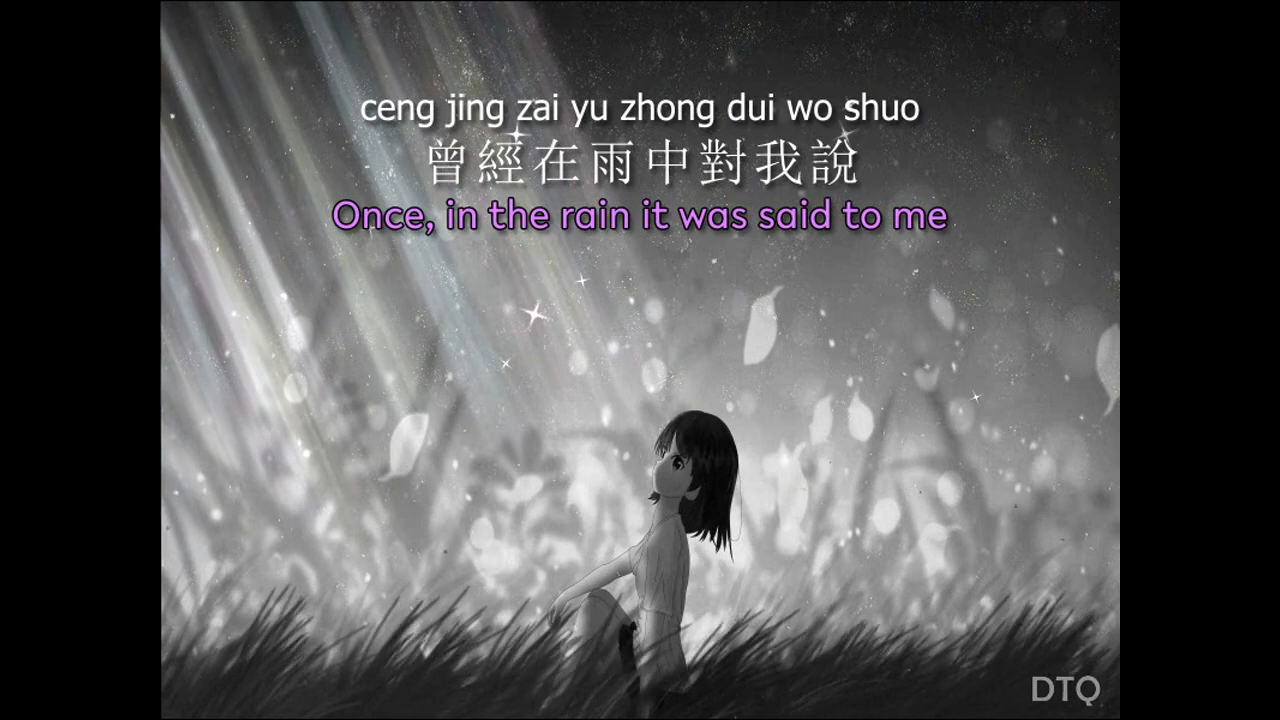 ceng jing zai yu zhong dui wo shuo
曾經在雨中對我說
Once, in the rain it was said to me
DTQ